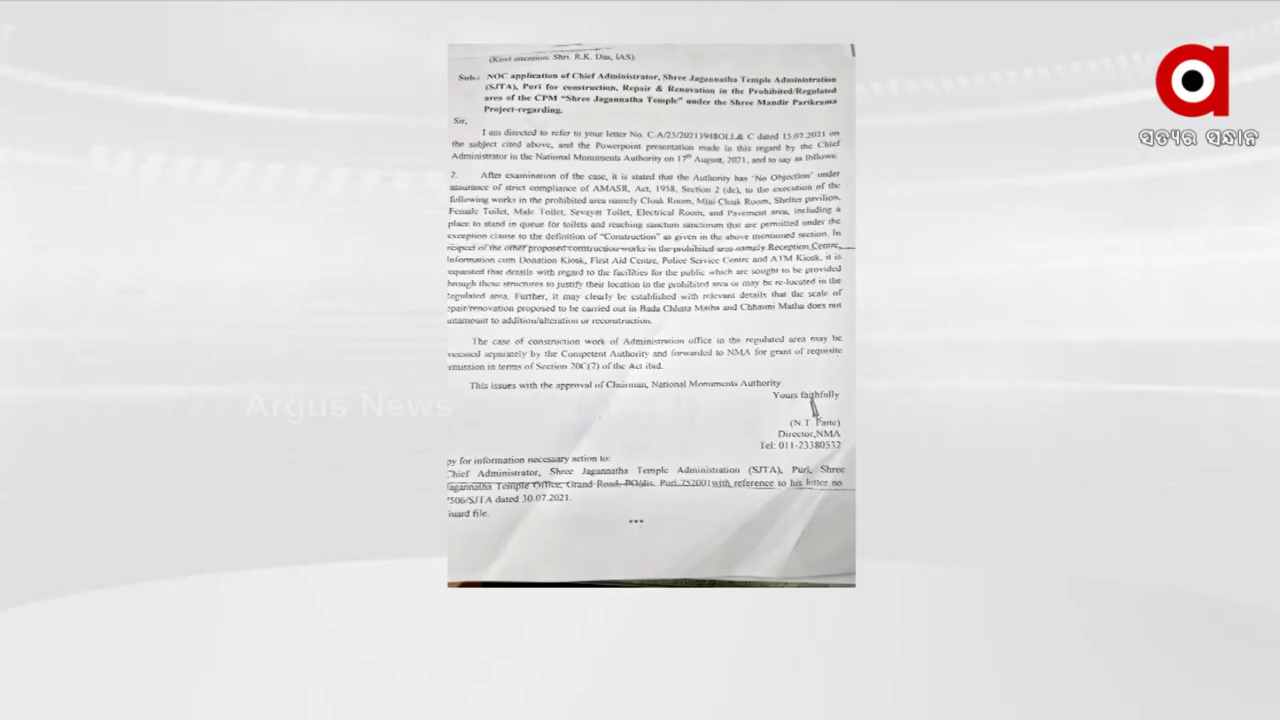 (Kind attention: Shri. R.K. Das, IAS).
Sub.: NOC application of Chief Administrator, Shree Jagannatha Temple Administration
(SJTA), Puri for construction, Repair & Renovation in the Prohibited/Regulated
area of the CPM "Shree Jagannatha Temple" under the Shree Mandir Parikrama
Project-regarding.
Sir,
I am directed to refer to your letter No. C.A/25/20213948OLL& C dated 15.07.2021 on
the subject cited above, and the Powerpoint presentation made in this regard by the Chief
Administrator in the National Monuments Authority on 17th August, 2021, and to say as follows:
2. After examination of the case, it is stated that the Authority has 'No Objection' under
assurance of strict compliance of AMASR, Act, 1958, Section 2 (dc), to the execution of the
following works in the prohibited area namely Cloak Room, Mini Cloak Room, Shelter pavilion,
Female Toilet, Male Toilet, Sevayat Toilet, Electrical Room, and Pavement area, including a
place to stand in queue for toilets and reaching sanctum sanctorum that are permitted under the
exception clause to the definition of "Construction" as given in the above mentioned section. In
respect of the other proposed construction works in the prohibited area namely Reception Centre,
Information cum Donation Kiosk, First Aid Centre, Police Service Centre and ATM Kiosk, it is
requested that details with regard to the facilities for the public which are sought to be provided
through these structures to justify their location in the prohibited area or may be re-located in the
regulated area. Further, it may clearly be established with relevant details that the scale of
epair/renovation proposed to be carried out in Bada Chhata Matha and Chhauni Matha does not
antamount to addition/alteration or reconstruction.
The case of construction work of Administration office in the regulated area may be
separately by the Competent Authority and forwarded to NMA for grant of requisite
ermission in terms of Section 20C(2) of the Act ibid.
This issues with the approval of Chairman, National Monuments Authority.
Yours faithfully
(N.T. Paite)
Director,NMA
Tel: 011-23380532
py for information necessary action to:
Chief Administrator, Shree Jagannatha Temple Administration (SJTA), Puri, Shree
Jagannatha Temple Office, Grand Road, PO/dis. Puri 752001with reference to his letter no
7506/SJTA dated 30.07.2021.
Guard file.
***
Argus News
ସତ୍ୟର ସନ୍ଧାନ